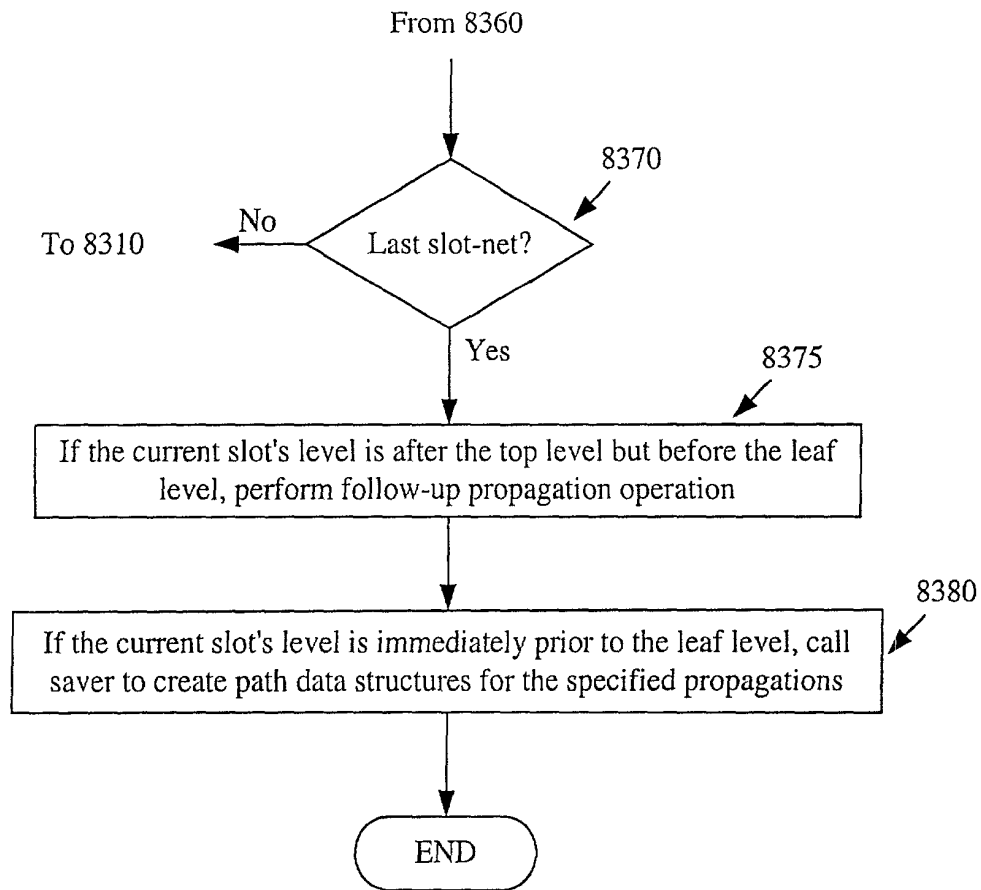 From 8360
8370
No
To 8310
Last slot-net?
Yes
8375
If the current slot's level is after the top level but before the leaf
level, perform follow-up propagation operation
8380
If the current slot's level is immediately prior to the leaf level, call
saver to create path data structures for the specified propagations
END